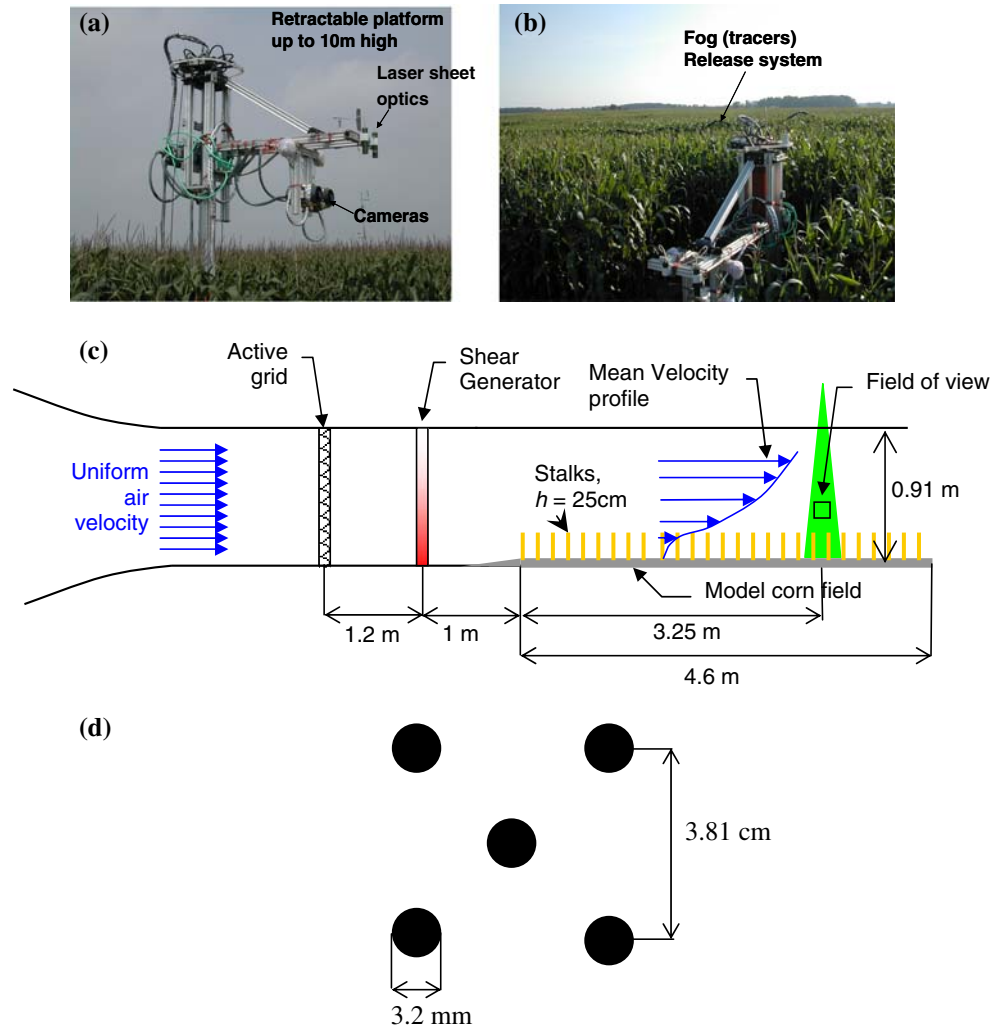 (a)
Retractable platform
up to 10m high
Laser sheet
optics
Cameras
(b)
Fog (tracers)
Release system
(c)
Active
grid
Shear
Generator
Mean Velocity
profile
Field of view
Uniform
air
velocity
Stalks,
h = 25cm
0.91 m
Model corn field
1.2 m
1 m
3.25 m
4.6 m
(d)
3.81 cm
3.2 mm